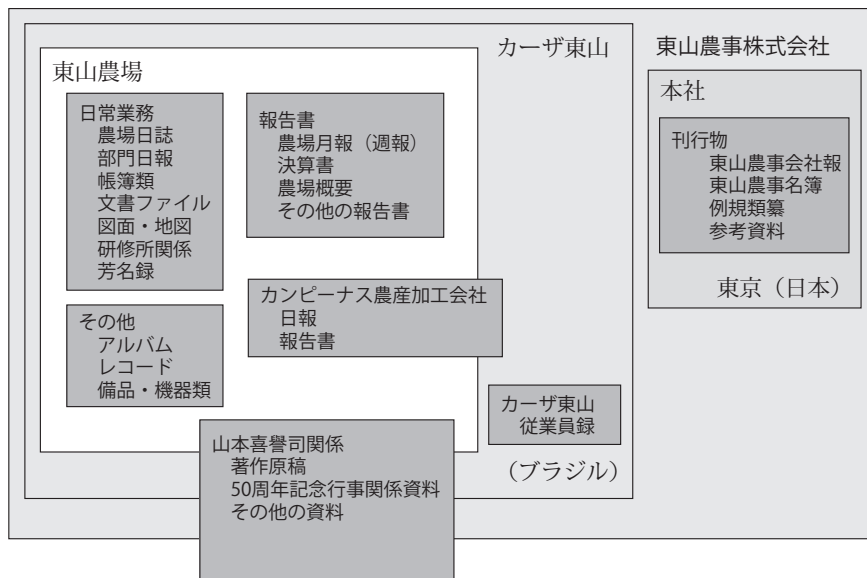 カーザ東山
東山農場
日常業務
農場日誌
部門日報
帳簿類
文書ファイル
図面・地図
研修所関係
芳名録
報告書
農場月報（週報）
決算書
農場概要
その他の報告書
カンピーナス農産加工会社
日報
報告書
その他
アルバム
レコード
備品・機器類
カーザ東山
従業員録
山本喜譽司関係
著作原稿
50周年記念行事関係資料
その他の資料
（ブラジル）
東山農事株式会社
本社
刊行物
東山農事会社報
東山農事名簿
例規類纂
参考資料
東京（日本）